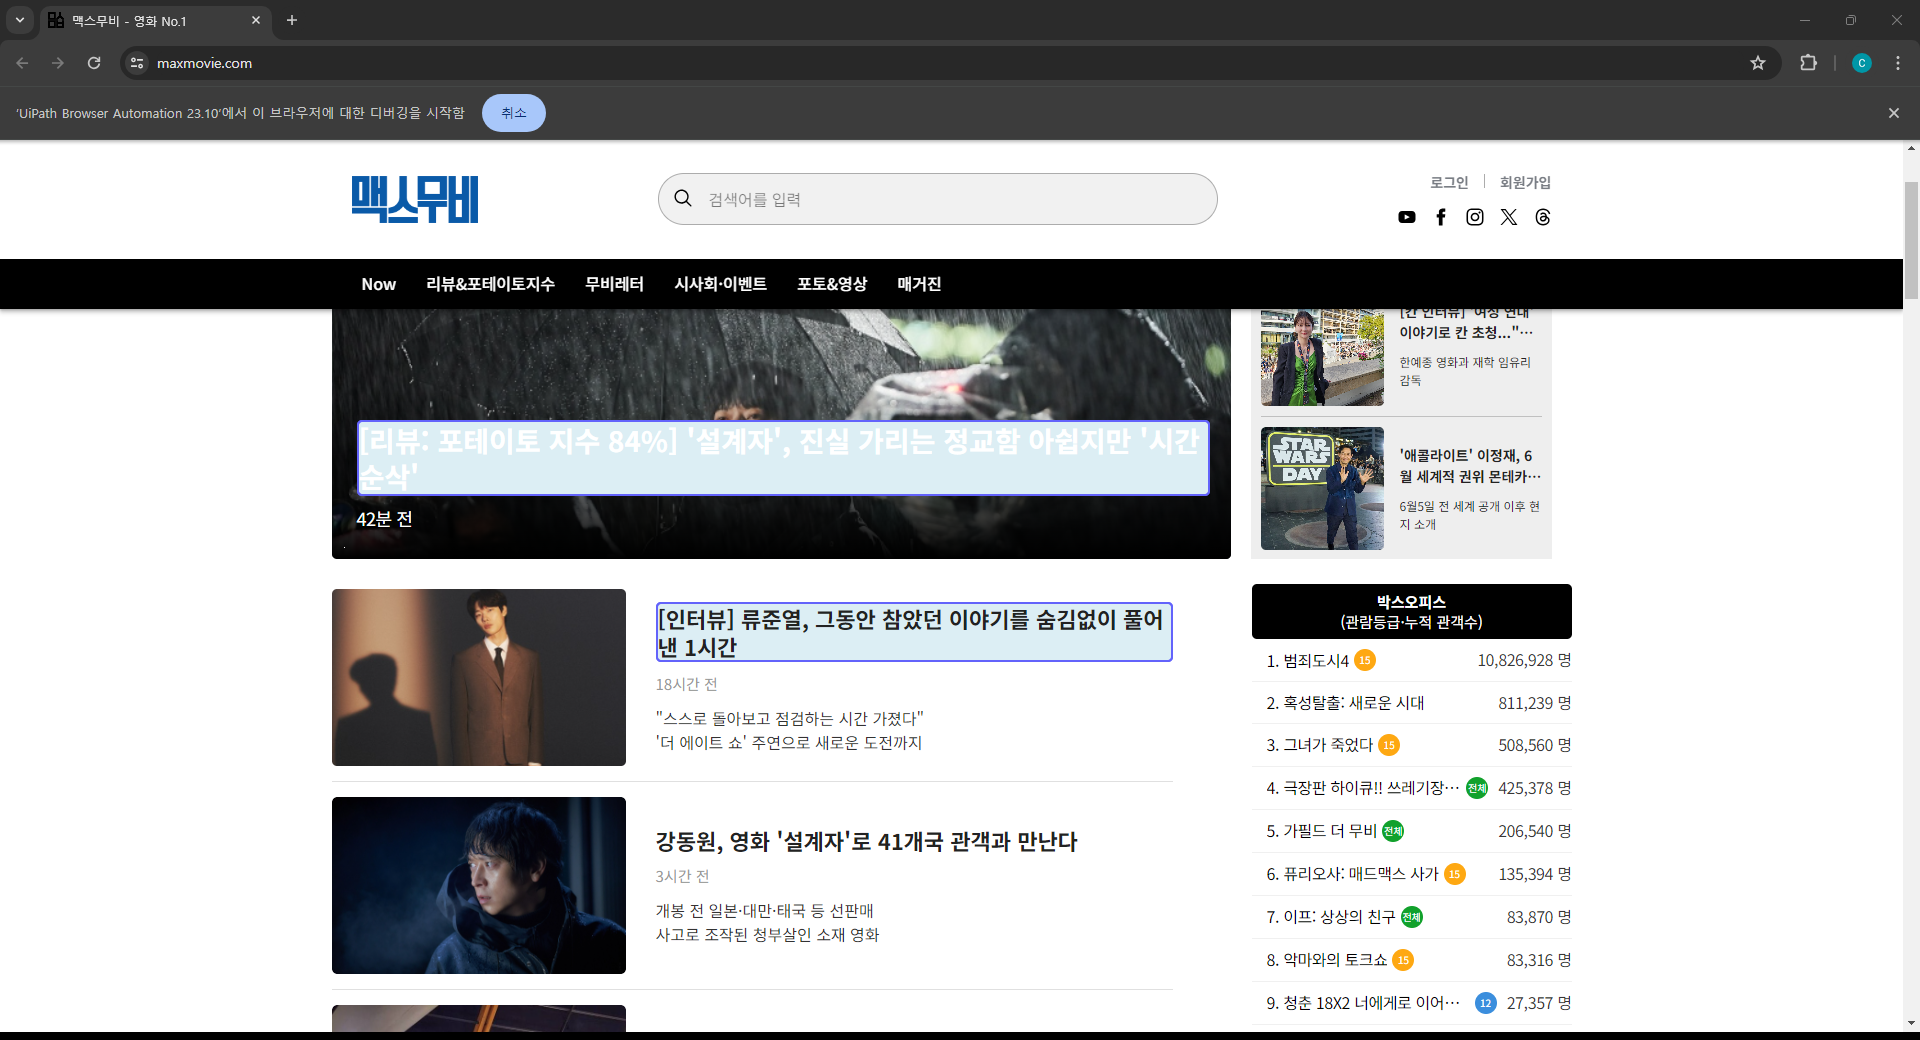 맥스무비 - 영화 No.1
maxmovie.com
C
'UiPath Browser Automation 23.10'에서 이 브라우저에 대한 디버깅을 시작함
취소
맥스무비
검색어를 입력
로그인
회원가입
Now
리뷰&포테이토지수
무비레터
시사회·이벤트
포토&영상
매거진
[리뷰: 포테이토 지수 84%] '설계자', 진실 가리는 정교함 아쉽지만 '시간
순삭'
42분 전
[칸 인터뷰] "여성 연대
이야기로 칸 초청..."…
한예종 영화과 재학 임유리
감독
STAR
WARS
DAY
'애콜라이트' 이정재, 6
월 세계적 권위 몬테카…
6월5일 전 세계 공개 이후 현
지 소개
[인터뷰] 류준열, 그동안 참았던 이야기를 숨김없이 풀어
낸 1시간
18시간 전
"스스로 돌아보고 점검하는 시간 가졌다"
'더 에이트 쇼' 주연으로 새로운 도전까지
강동원, 영화 '설계자'로 41개국 관객과 만난다
3시간 전
개봉 전 일본·대만·태국 등 선판매
사고로 조작된 청부살인 소재 영화
박스오피스
(관람등급·누적 관객수)
1. 범죄도시4 15 10,826,928 명
2. 혹성탈출: 새로운 시대 811,239 명
3. 그녀가 죽었다 15 508,560 명
4. 극장판 하이큐!! 쓰레기장… 전체 425,378 명
5. 가필드 더 무비 전체 206,540 명
6. 퓨리오사: 매드맥스 사가 15 135,394 명
7. 이프: 상상의 친구 전체 83,870 명
8. 악마와의 토크쇼 15 83,316 명
9. 청춘 18X2 너에게로 이어… 12 27,357 명